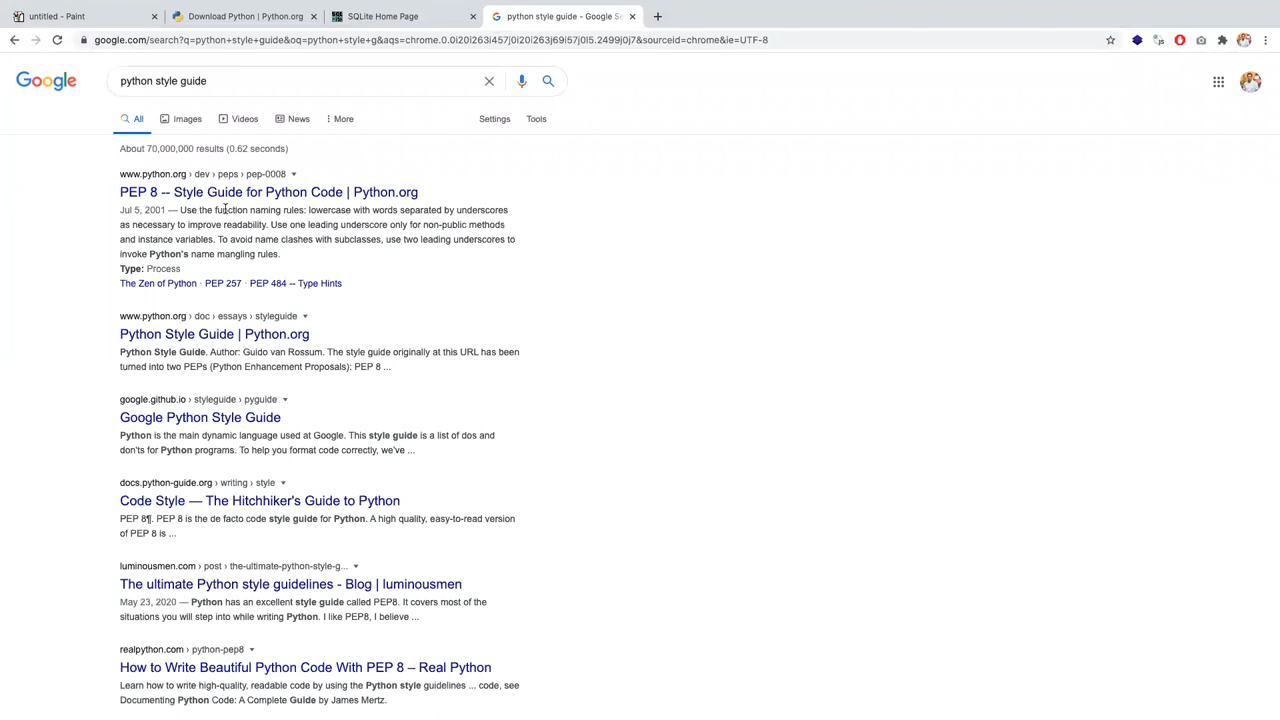 untitled - Paint
Download Python | Python.org
SQLite Home Page
python style guide - Google Se
google.com/search?q=python+style+guide&oq=python+style+g&aqs=chrome.0.0i20i263i457j0l20i263j69i57j0l5.2499j0j7&sourceid=chrome&ie=UTF-8
Google
python style guide
All
Images
Videos
News
More
Settings
Tools
About 70,000,000 results (0.62 seconds)
www.python.org › dev › peps › pep-0008
PEP 8 -- Style Guide for Python Code | Python.org
Jul 5, 2001 — Use the function naming rules: lowercase with words separated by underscores
as necessary to improve readability. Use one leading underscore only for non-public methods
and instance variables. To avoid name clashes with subclasses, use two leading underscores to
invoke Python's name mangling rules.
Type: Process
The Zen of Python · PEP 257 · PEP 484 -- Type Hints
www.python.org › doc › essays › styleguide
Python Style Guide | Python.org
Python Style Guide. Author: Guido van Rossum. The style guide originally at this URL has been
turned into two PEPs (Python Enhancement Proposals): PEP 8 ...
google.github.io › styleguide › pyguide
Google Python Style Guide
Python is the main dynamic language used at Google. This style guide is a list of dos and
don'ts for Python programs. To help you format code correctly, we've ...
docs.python-guide.org › writing › style
Code Style — The Hitchhiker's Guide to Python
PEP 8¶. PEP 8 is the de facto code style guide for Python. A high quality, easy-to-read version
of PEP 8 is ...
luminousmen.com › post › the-ultimate-python-style-g...
The ultimate Python style guidelines - Blog | luminousmen
May 23, 2020 — Python has an excellent style guide called PEP8. It covers most of the
situations you will step into while writing Python. I like PEP8, I believe ...
realpython.com › python-pep8
How to Write Beautiful Python Code With PEP 8 – Real Python
Learn how to write high-quality, readable code by using the Python style guidelines ... code, see
Documenting Python Code: A Complete Guide by James Mertz.